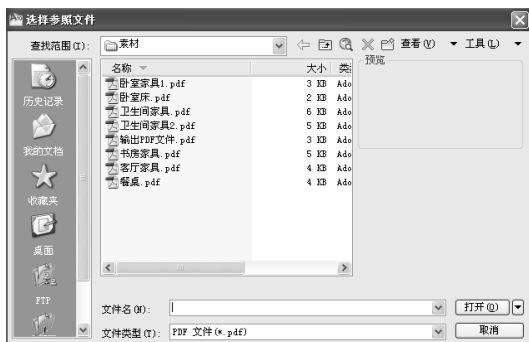 选择参照文件
查找范围(I): 素材 查看(V) 工具(L)
名称 大小 类 预览
卧室家具1.pdf 3 KB Ado
卧室床.pdf 2 KB Ado
卫生间家具.pdf 6 KB Ado
卫生间家具2.pdf 5 KB Ado
输出PDF文件.pdf 3 KB Ado
书房家具.pdf 5 KB Ado
客厅家具.pdf 4 KB Ado
餐桌.pdf 4 KB Ado
历史记录
我的文档
收藏夹
桌面
FTP
文件名(N): 打开(O)
文件类型(T): PDF 文件(*.pdf) 取消